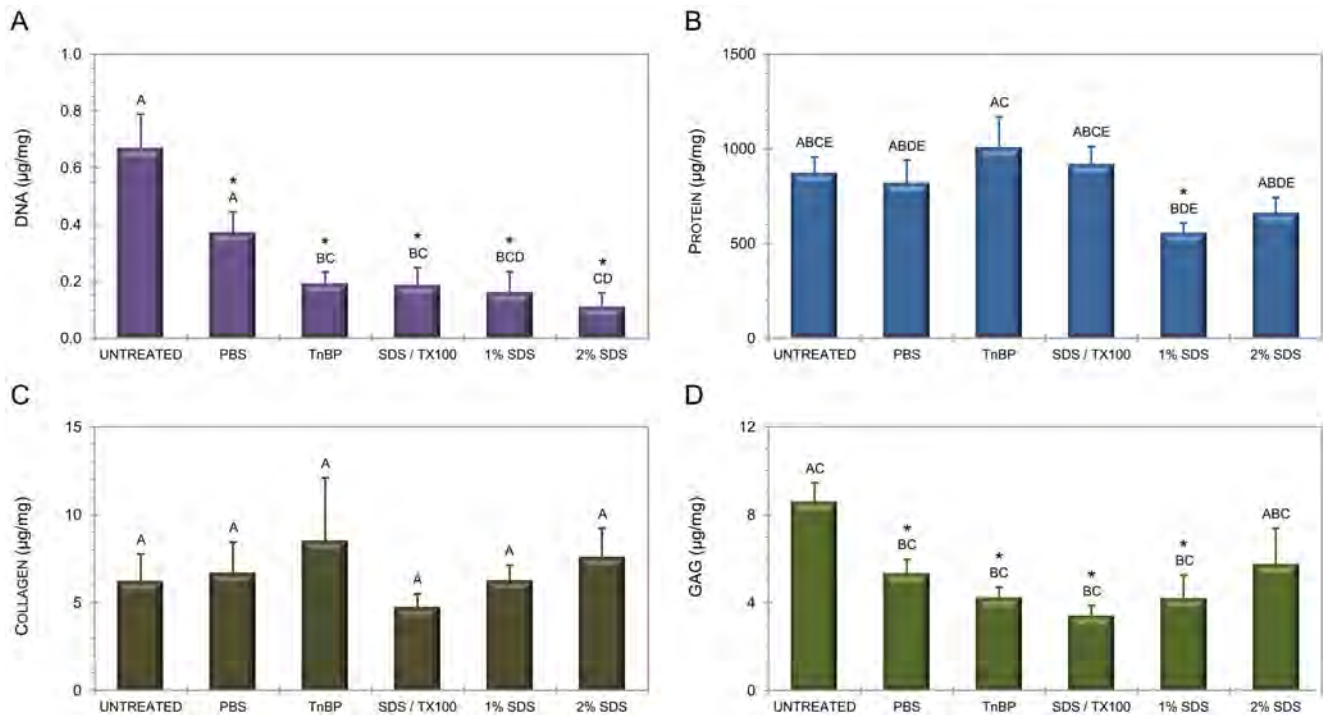 A
DNA (µg/mg)
1.0
0.8
0.6
0.4
0.2
0.0
A
*
A
*
BC
*
BC
*
BCD
*
CD
UNTREATED PBS TnBP SDS / TX100 1% SDS 2% SDS
B
PROTEIN (µg/mg)
1500
1000
500
0
ABCE
ABDE
AC
ABCE
*
BDE
ABDE
UNTREATED PBS TnBP SDS / TX100 1% SDS 2% SDS
C
COLLAGEN (µg/mg)
15
10
5
0
A
A
A
A
A
A
UNTREATED PBS TnBP SDS / TX100 1% SDS 2% SDS
D
GAG (µg/mg)
12
8
4
0
AC
*
BC
*
BC
*
BC
*
BC
ABC
UNTREATED PBS TnBP SDS / TX100 1% SDS 2% SDS